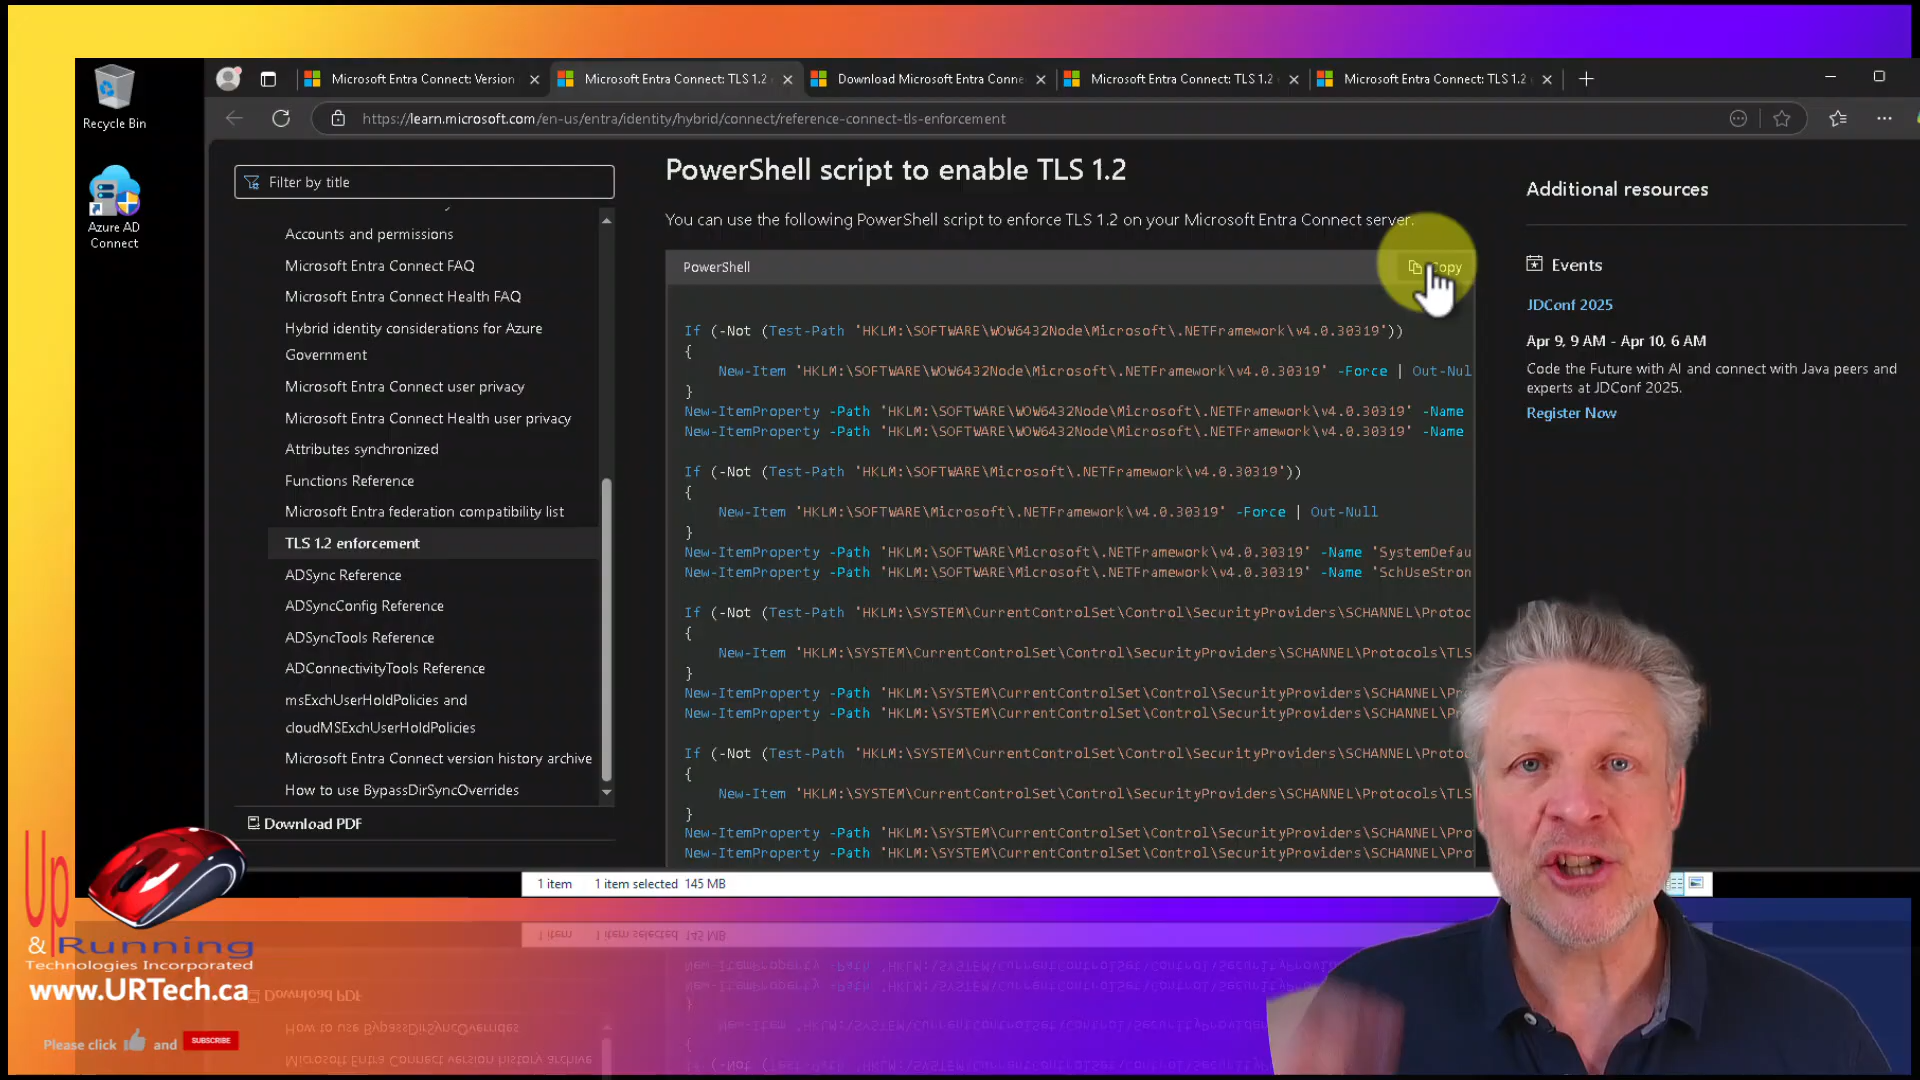 Recycle Bin
Azure AD
Connect
Microsoft Entra Connect: Version
Microsoft Entra Connect: TLS 1.2
Download Microsoft Entra Conne
Microsoft Entra Connect: TLS 1.2
Microsoft Entra Connect: TLS 1.2
https://learn.microsoft.com/en-us/entra/identity/hybrid/connect/reference-connect-tls-enforcement
Filter by title
Accounts and permissions
Microsoft Entra Connect FAQ
Microsoft Entra Connect Health FAQ
Hybrid identity considerations for Azure
Government
Microsoft Entra Connect user privacy
Microsoft Entra Connect Health user privacy
Attributes synchronized
Functions Reference
Microsoft Entra federation compatibility list
TLS 1.2 enforcement
ADSync Reference
ADSyncConfig Reference
ADSyncTools Reference
ADConnectivityTools Reference
msExchUserHoldPolicies and
cloudMSExchUserHoldPolicies
Microsoft Entra Connect version history archive
How to use BypassDirSyncOverrides
Download PDF
PowerShell script to enable TLS 1.2
You can use the following PowerShell script to enforce TLS 1.2 on your Microsoft Entra Connect server.
PowerShell
If (-Not (Test-Path 'HKLM:\SOFTWARE\WOW6432Node\Microsoft\.NETFramework\v4.0.30319'))
{
New-Item 'HKLM:\SOFTWARE\WOW6432Node\Microsoft\.NETFramework\v4.0.30319' -Force | Out-Nul
}
New-ItemProperty -Path 'HKLM:\SOFTWARE\WOW6432Node\Microsoft\.NETFramework\v4.0.30319' -Name
New-ItemProperty -Path 'HKLM:\SOFTWARE\WOW6432Node\Microsoft\.NETFramework\v4.0.30319' -Name
If (-Not (Test-Path 'HKLM:\SOFTWARE\Microsoft\.NETFramework\v4.0.30319'))
{
New-Item 'HKLM:\SOFTWARE\Microsoft\.NETFramework\v4.0.30319' -Force | Out-Null
}
New-ItemProperty -Path 'HKLM:\SOFTWARE\Microsoft\.NETFramework\v4.0.30319' -Name 'SystemDefau
New-ItemProperty -Path 'HKLM:\SOFTWARE\Microsoft\.NETFramework\v4.0.30319' -Name 'SchUseStron
If (-Not (Test-Path 'HKLM:\SYSTEM\CurrentControlSet\Control\SecurityProviders\SCHANNEL\Protoc
{
New-Item 'HKLM:\SYSTEM\CurrentControlSet\Control\SecurityProviders\SCHANNEL\Protocols\TLS
}
New-ItemProperty -Path 'HKLM:\SYSTEM\CurrentControlSet\Control\SecurityProviders\SCHANNEL\Pr
New-ItemProperty -Path 'HKLM:\SYSTEM\CurrentControlSet\Control\SecurityProviders\SCHANNEL\Pro
If (-Not (Test-Path 'HKLM:\SYSTEM\CurrentControlSet\Control\SecurityProviders\SCHANNEL\Proto
{
New-Item 'HKLM:\SYSTEM\CurrentControlSet\Control\SecurityProviders\SCHANNEL\Protocols\TLS
}
New-ItemProperty -Path 'HKLM:\SYSTEM\CurrentControlSet\Control\SecurityProviders\SCHANNEL\Pro
New-ItemProperty -Path 'HKLM:\SYSTEM\CurrentControlSet\Control\SecurityProviders\SCHANNEL\Pro
Additional resources
Events
JDConf 2025
Apr 9, 9 AM - Apr 10, 6 AM
Code the Future with AI and connect with Java peers and
experts at JDConf 2025.
Register Now
1 item 1 item selected 145 MB
Up
& Running
Technologies Incorporated
www.URTech.ca
Please click and SUBSCRIBE